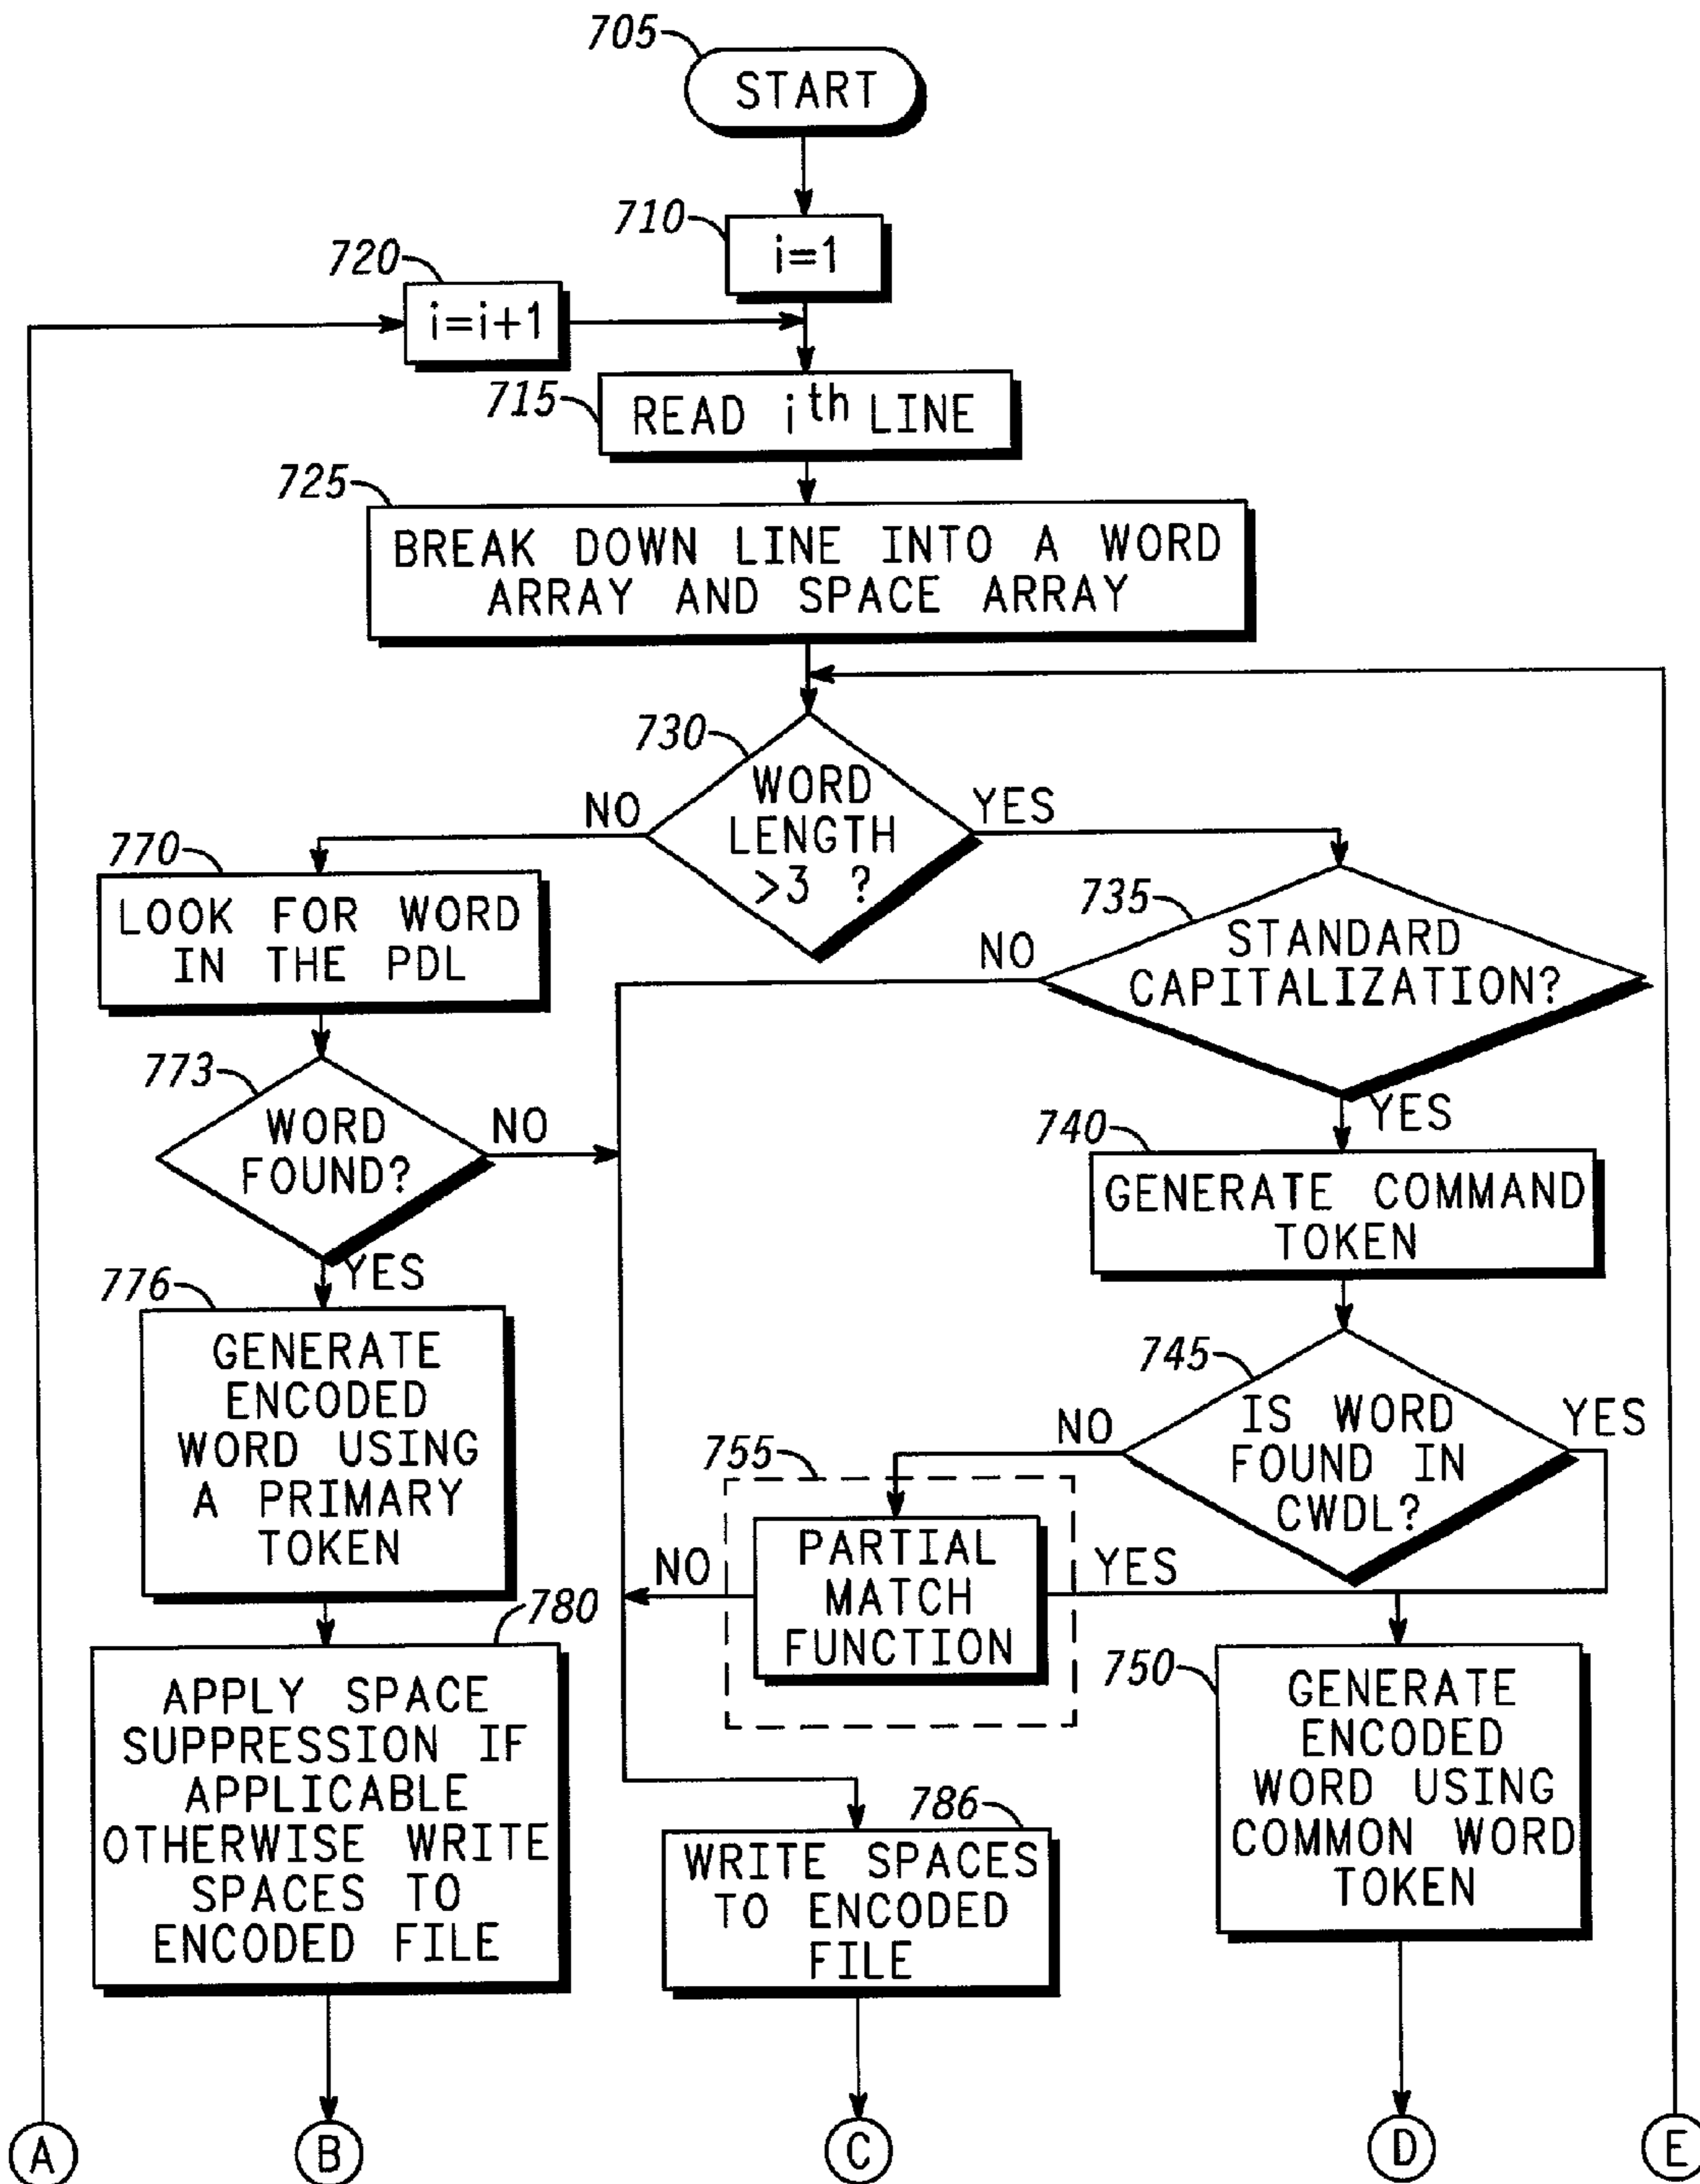 705
START
710
i=1
720
i=i+1
715
READ ith LINE
725
BREAK DOWN LINE INTO A WORD
ARRAY AND SPACE ARRAY
730
WORD
LENGTH
>3 ?
NO
YES
770
LOOK FOR WORD
IN THE PDL
735
STANDARD
CAPITALIZATION?
NO
YES
773
WORD
FOUND?
NO
YES
740
GENERATE COMMAND
TOKEN
776
GENERATE
ENCODED
WORD USING
A PRIMARY
TOKEN
745
IS WORD
FOUND IN
CWDL?
NO
YES
755
PARTIAL
MATCH
FUNCTION
NO
YES
780
APPLY SPACE
SUPPRESSION IF
APPLICABLE
OTHERWISE WRITE
SPACES TO
ENCODED FILE
750
GENERATE
ENCODED
WORD USING
COMMON WORD
TOKEN
786
WRITE SPACES
TO ENCODED
FILE
A
B
C
D
E